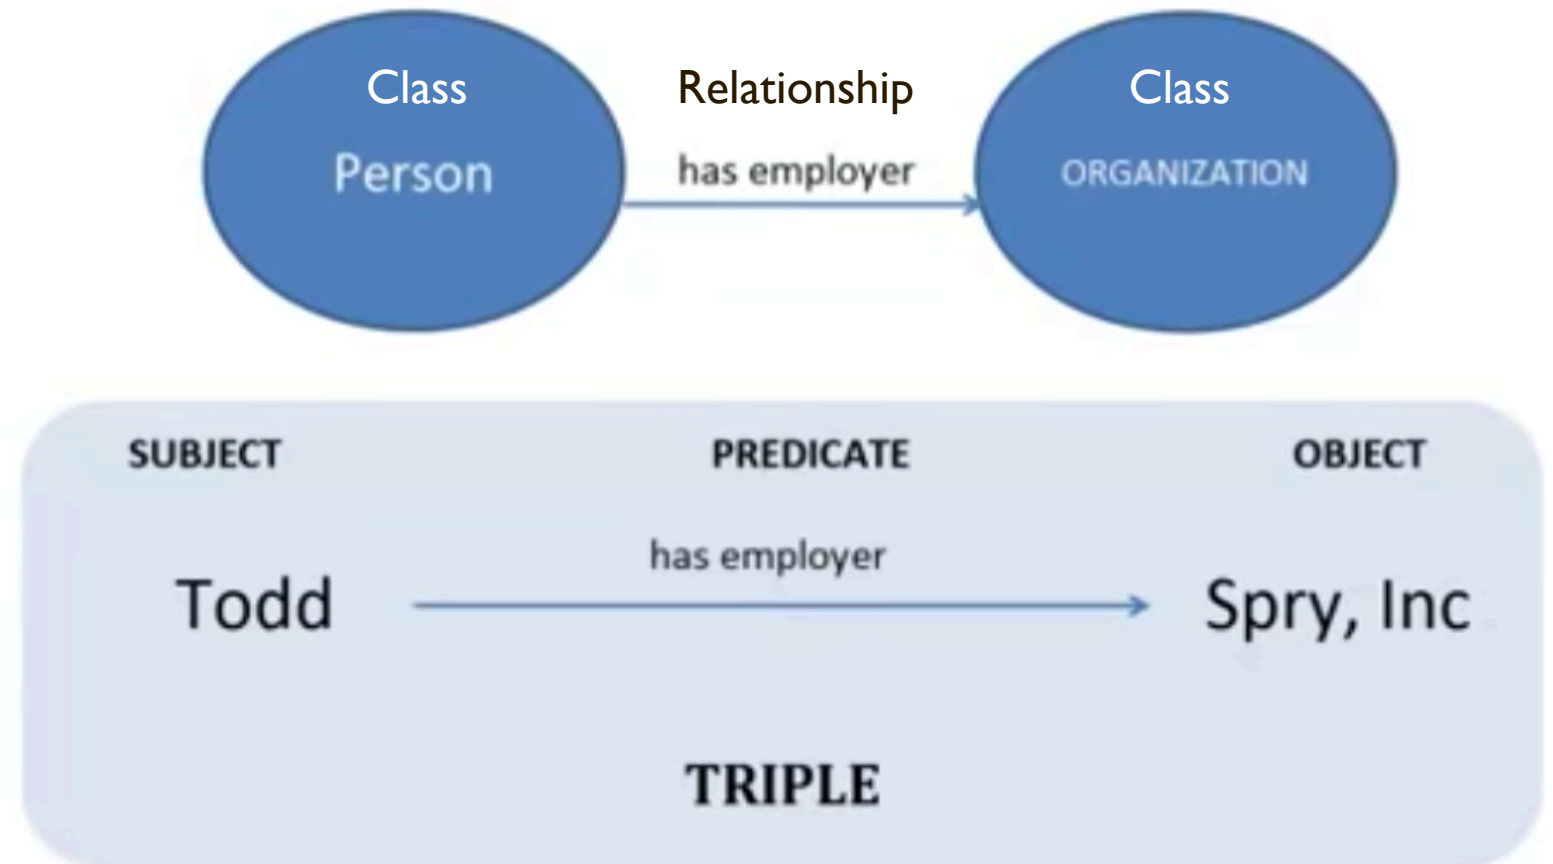 Class Relationship Class
Person has employer ORGANIZATION
SUBJECT PREDICATE OBJECT
has employer
Todd Spry, Inc
TRIPLE